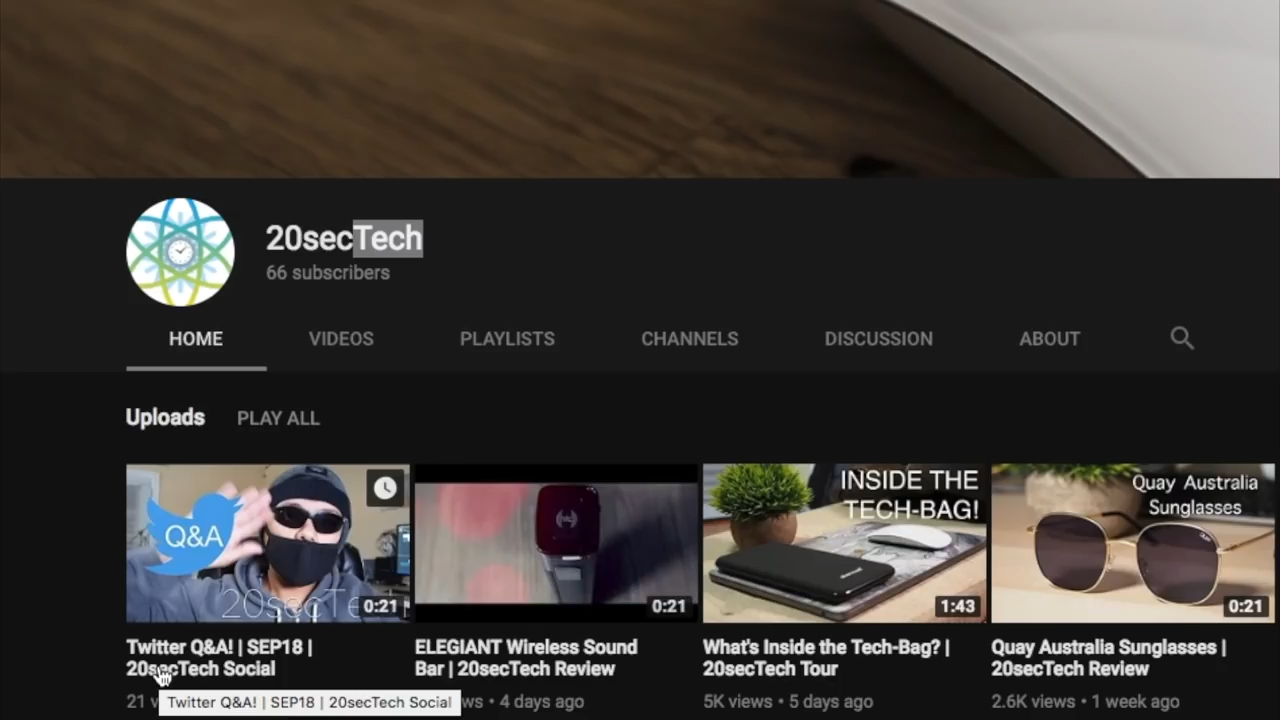 20secTech
66 subscribers
HOME VIDEOS PLAYLISTS CHANNELS DISCUSSION ABOUT
Uploads PLAY ALL
Q&A
20secTe
0:21
0:21
INSIDE THE
TECH-BAG!
1:43
Quay Australia
Sunglasses
0:21
Twitter Q&A! | SEP18 |
20secTech Social
21
Twitter Q&A! | SEP18 | 20secTech Social
ELEGIANT Wireless Sound
Bar | 20secTech Review
• 4 days ago
What's Inside the Tech-Bag? |
20secTech Tour
5K views • 5 days ago
Quay Australia Sunglasses |
20secTech Review
2.6K views • 1 week ago